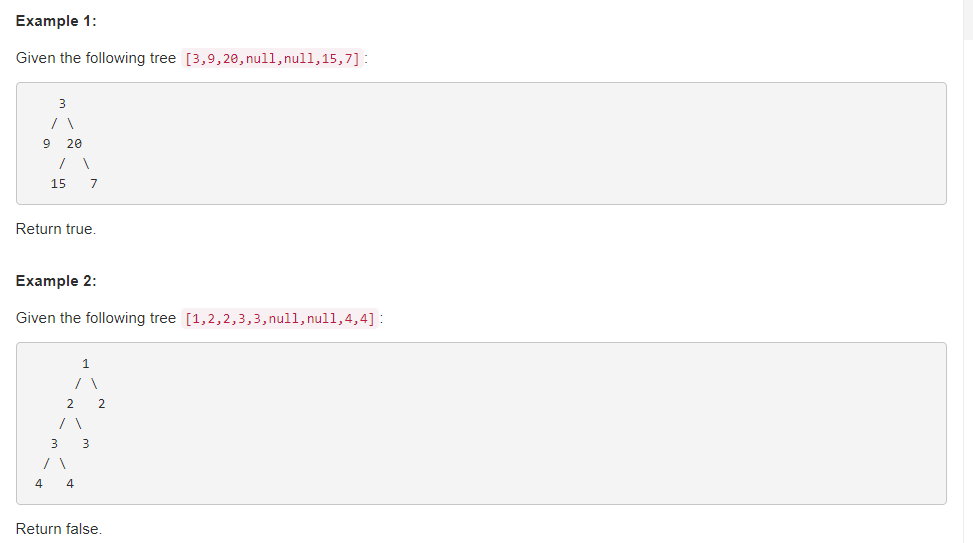 Example 1:
Given the following tree [3,9,20,null,null,15,7]:
    3
   / \
  9  20
    /  \
   15   7
Return true.
Example 2:
Given the following tree [1,2,2,3,3,null,null,4,4]:
       1
      / \
     2   2
    / \
   3   3
  / \
 4   4
Return false.